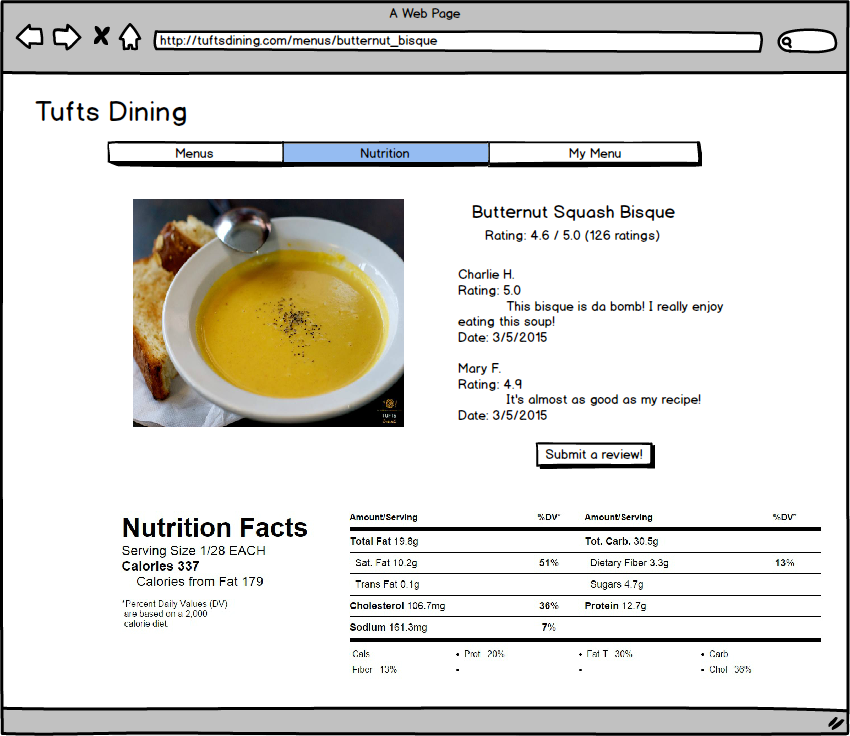 A Web Page
http://tuftsdining.com/menus/butternut_bisque
Tufts Dining
Menus Nutrition My Menu
Butternut Squash Bisque
Rating: 4.6 / 5.0 (126 ratings)
Charlie H.
Rating: 5.0
This bisque is da bomb! I really enjoy
eating this soup!
Date: 3/5/2015
Mary F.
Rating: 4.9
It's almost as good as my recipe!
Date: 3/5/2015
TUFTS
Submit a review!
Nutrition Facts
Serving Size 1/28 EACH
Calories 337
Calories from Fat 179
*Percent Daily Values (DV)
are based on a 2,000
calorie diet.
Amount/Serving %DV* Amount/Serving %DV*
Total Fat 19.8g Tot. Carb. 30.5g
Sat. Fat 10.2g 51% Dietary Fiber 3.3g 13%
Trans Fat 0.1g Sugars 4.7g
Cholesterol 106.7mg 36% Protein 12.7g
Sodium 161.3mg 7%
Cals • Prot 20% • Fat T 30% • Carb
Fiber 13% • • • Chol 36%